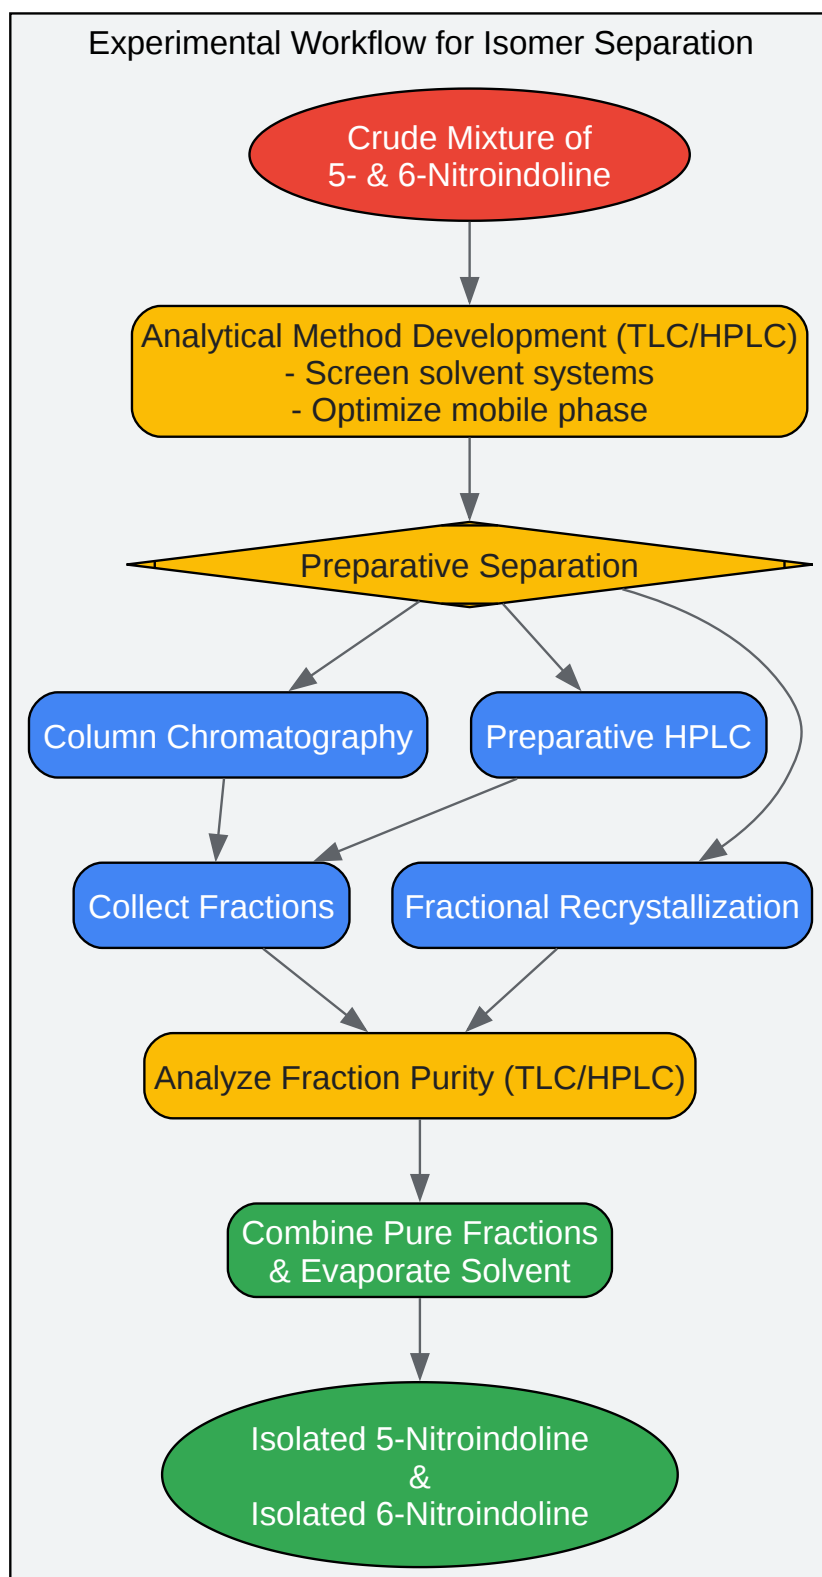 Experimental Workflow for Isomer Separation
Crude Mixture of
5- & 6-Nitroindoline
Analytical Method Development (TLC/HPLC)
- Screen solvent systems
- Optimize mobile phase
Preparative Separation
Column Chromatography
Preparative HPLC
Collect Fractions
Fractional Recrystallization
Analyze Fraction Purity (TLC/HPLC)
Combine Pure Fractions
& Evaporate Solvent
Isolated 5-Nitroindoline
&
Isolated 6-Nitroindoline